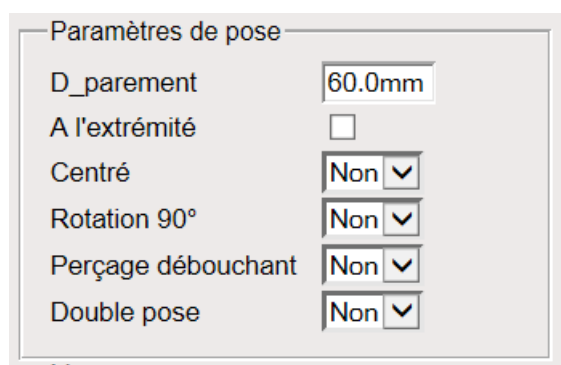 Paramètres de pose
D_parement 60.0mm
A l'extrémité
Centré Non
Rotation 90° Non
Perçage débouchant Non
Double pose Non